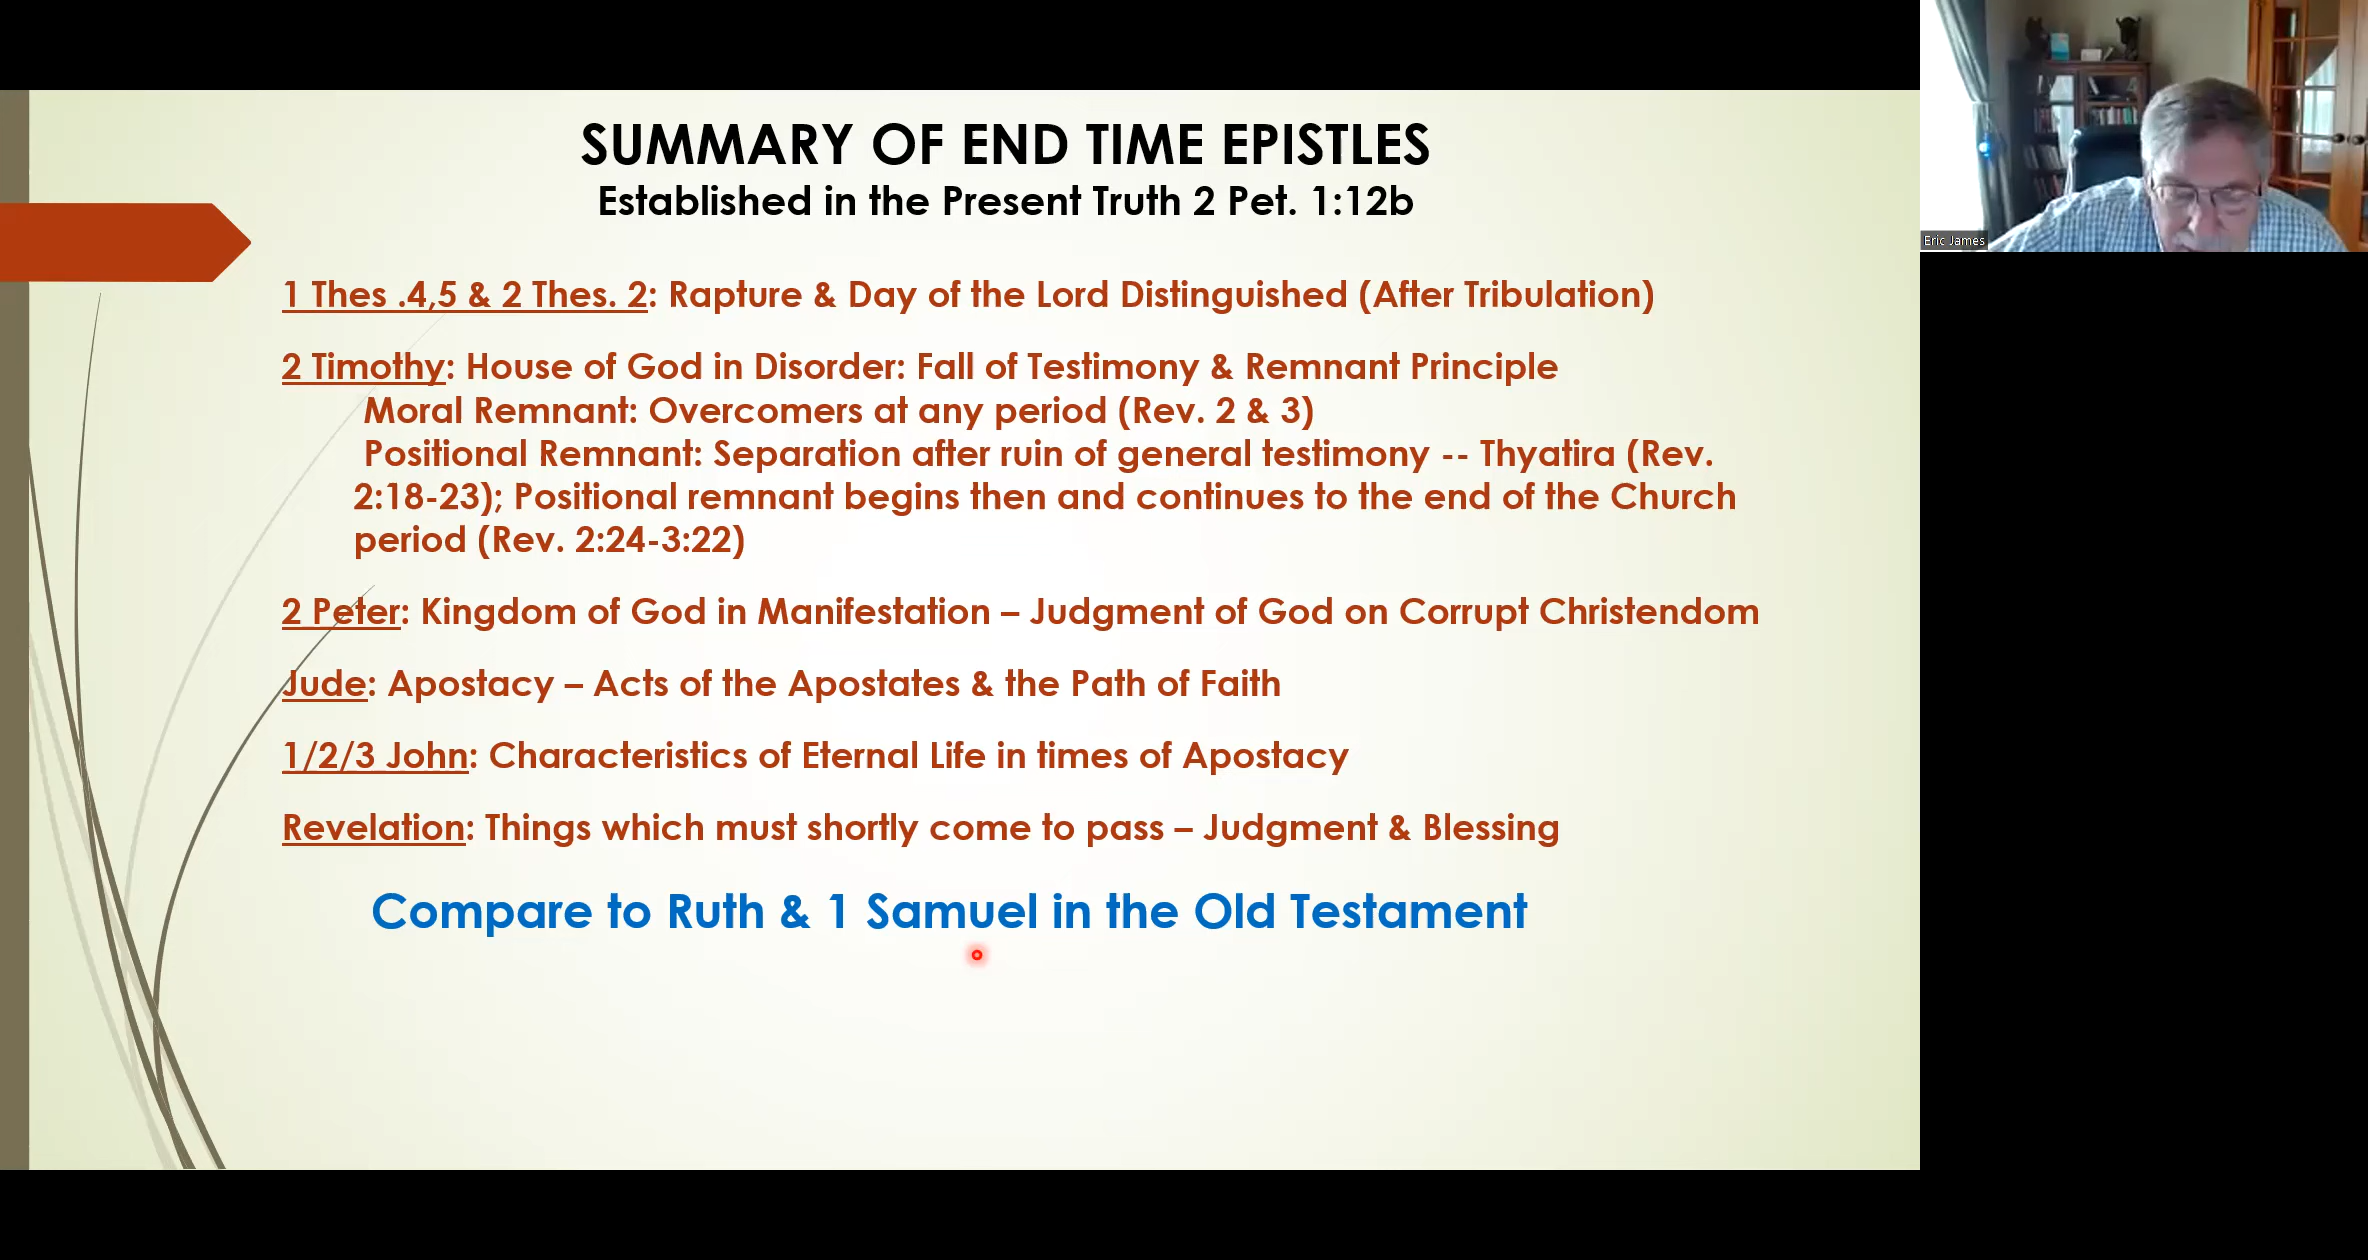 SUMMARY OF END TIME EPISTLES
Established in the Present Truth 2 Pet. 1:12b
Eric James
1 Thes .4,5 & 2 Thes. 2: Rapture & Day of the Lord Distinguished (After Tribulation)
2 Timothy: House of God in Disorder: Fall of Testimony & Remnant Principle
Moral Remnant: Overcomers at any period (Rev. 2 & 3)
Positional Remnant: Separation after ruin of general testimony -- Thyatira (Rev.
2:18-23); Positional remnant begins then and continues to the end of the Church
period (Rev. 2:24-3:22)
2 Peter: Kingdom of God in Manifestation – Judgment of God on Corrupt Christendom
Jude: Apostacy – Acts of the Apostates & the Path of Faith
1/2/3 John: Characteristics of Eternal Life in times of Apostacy
Revelation: Things which must shortly come to pass – Judgment & Blessing
Compare to Ruth & 1 Samuel in the Old Testament